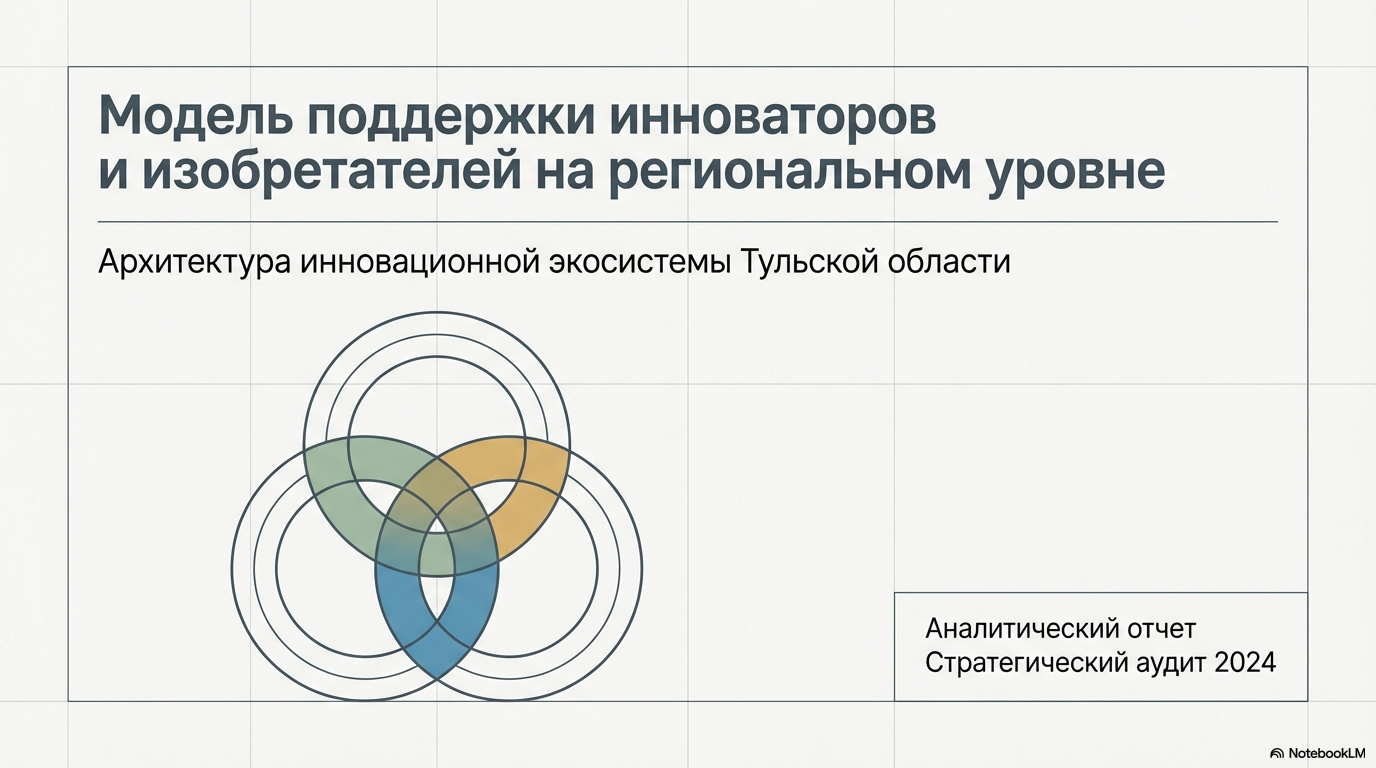 Модель поддержки инноваторов
и изобретателей на региональном уровне
Архитектура инновационной экосистемы Тульской области
Аналитический отчет
Стратегический аудит 2024
NotebookLM